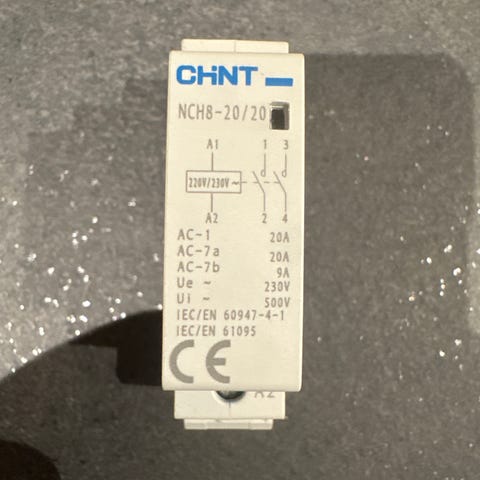 CHINT
NCH8-20/20
A1 1 3
220V/230V ~
A2 2 4
AC-1 20A
AC-7a 20A
AC-7b 9A
Ue ~ 230V
Ui ~ 500V
IEC/EN 60947-4-1
IEC/EN 61095
CE
A2